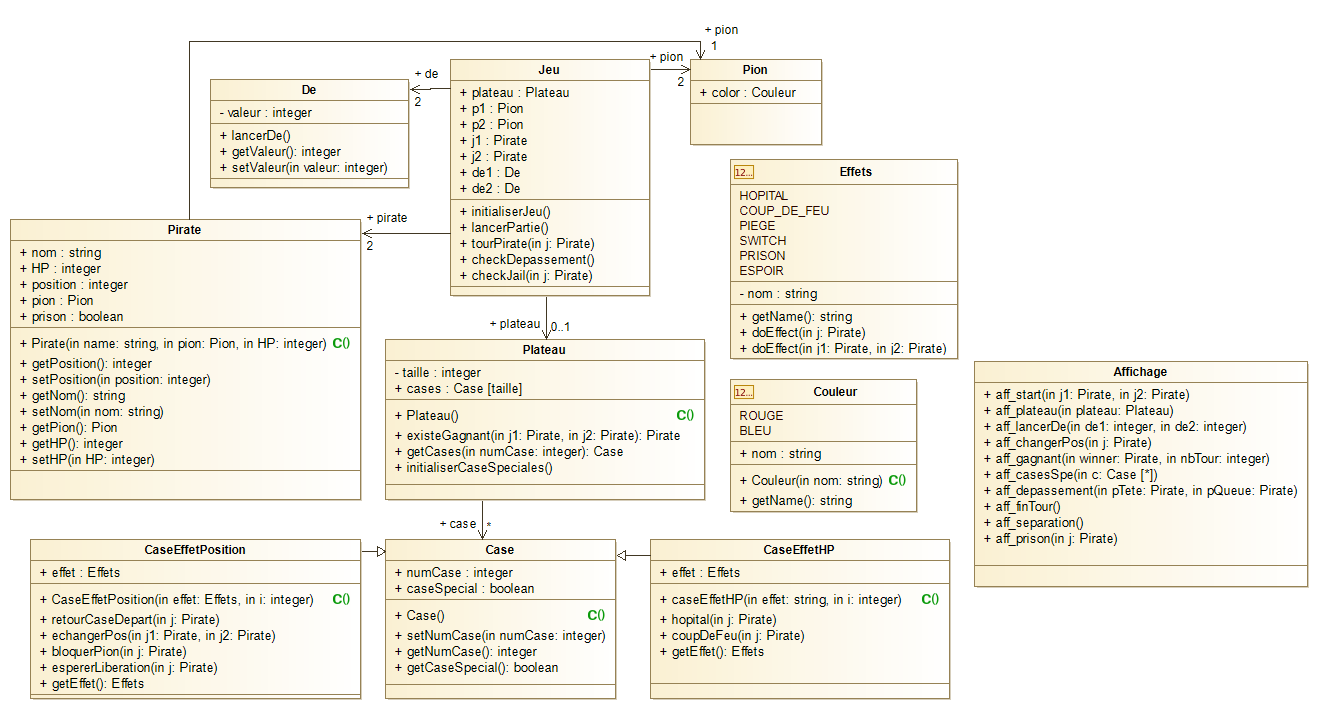 + pion
1
+ de
2
De
- valeur : integer
+ lancerDe()
+ getValeur(): integer
+ setValeur(in valeur: integer)
Jeu
+ plateau : Plateau
+ p1 : Pion
+ p2 : Pion
+ j1 : Pirate
+ j2 : Pirate
+ de1 : De
+ de2 : De
+ initialiserJeu()
+ lancerPartie()
+ tourPirate(in j: Pirate)
+ checkDepassement()
+ checkJail(in j: Pirate)
+ pion
2
Pion
+ color : Couleur
12...
Effets
HOPITAL
COUP_DE_FEU
PIEGE
SWITCH
PRISON
ESPOIR
- nom : string
+ getName(): string
+ doEffect(in j: Pirate)
+ doEffect(in j1: Pirate, in j2: Pirate)
+ pirate
2
Pirate
+ nom : string
+ HP : integer
+ position : integer
+ pion : Pion
+ prison : boolean
+ Pirate(in name: string, in pion: Pion, in HP: integer) C()
+ getPosition(): integer
+ setPosition(in position: integer)
+ getNom(): string
+ setNom(in nom: string)
+ getPion(): Pion
+ getHP(): integer
+ setHP(in HP: integer)
+ plateau
0..1
Plateau
- taille : integer
+ cases : Case [taille]
+ Plateau() C()
+ existeGagnant(in j1: Pirate, in j2: Pirate): Pirate
+ getCases(in numCase: integer): Case
+ initialiserCaseSpeciales()
12...
Couleur
ROUGE
BLEU
+ nom : string
+ Couleur(in nom: string) C()
+ getName(): string
Affichage
+ aff_start(in j1: Pirate, in j2: Pirate)
+ aff_plateau(in plateau: Plateau)
+ aff_lancerDe(in de1: integer, in de2: integer)
+ aff_changerPos(in j: Pirate)
+ aff_gagnant(in winner: Pirate, in nbTour: integer)
+ aff_casesSpe(in c: Case [*])
+ aff_depassement(in pTete: Pirate, in pQueue: Pirate)
+ aff_finTour()
+ aff_separation()
+ aff_prison(in j: Pirate)
+ case
*
CaseEffetPosition
+ effet : Effets
+ CaseEffetPosition(in effet: Effets, in i: integer) C()
+ retourCaseDepart(in j: Pirate)
+ echangerPos(in j1: Pirate, in j2: Pirate)
+ bloquerPion(in j: Pirate)
+ espererLiberation(in j: Pirate)
+ getEffet(): Effets
Case
+ numCase : integer
+ caseSpecial : boolean
+ Case() C()
+ setNumCase(in numCase: integer)
+ getNumCase(): integer
+ getCaseSpecial(): boolean
CaseEffetHP
+ effet : Effets
+ caseEffetHP(in effet: string, in i: integer) C()
+ hopital(in j: Pirate)
+ coupDeFeu(in j: Pirate)
+ getEffet(): Effets